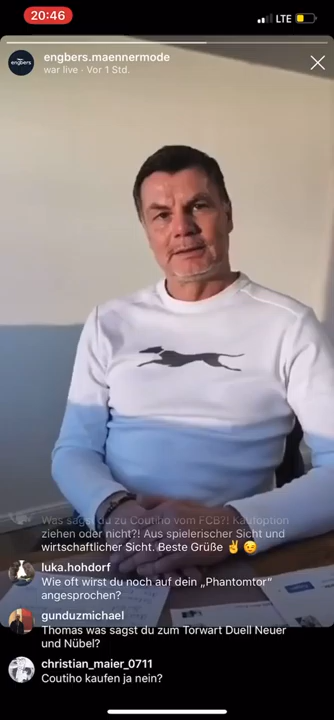 20:46
LTE
engbers
engbers.maennermode
war live · Vor 1 Std.
Was sagst du zu Coutiho vom FCB?! Kaufoption
ziehen oder nicht?! Aus spielerischer Sicht und
wirtschaftlicher Sicht. Beste Grüße ✌️😉
luka.hohdorf
Wie oft wirst du noch auf dein „Phantomtor"
angesprochen?
gunduzmichael
Thomas was sagst du zum Torwart Duell Neuer
und Nübel?
christian_maier_0711
Coutiho kaufen ja nein?